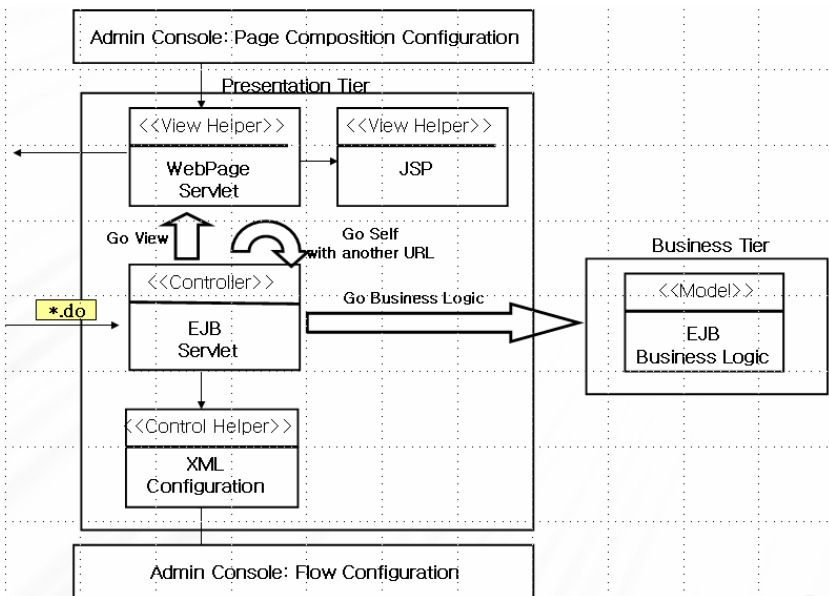 Admin Console: Page Composition Configuration
Presentation Tier
<<View Helper>>
WebPage
Servlet
<<View Helper>>
JSP
Go View
Go Self
with another URL
Business Tier
<<Controller>>
EJB
Servlet
*.do
Go Business Logic
<<Model>>
EJB
Business Logic
<<Control Helper>>
XML
Configuration
Admin Console: Flow Configuration